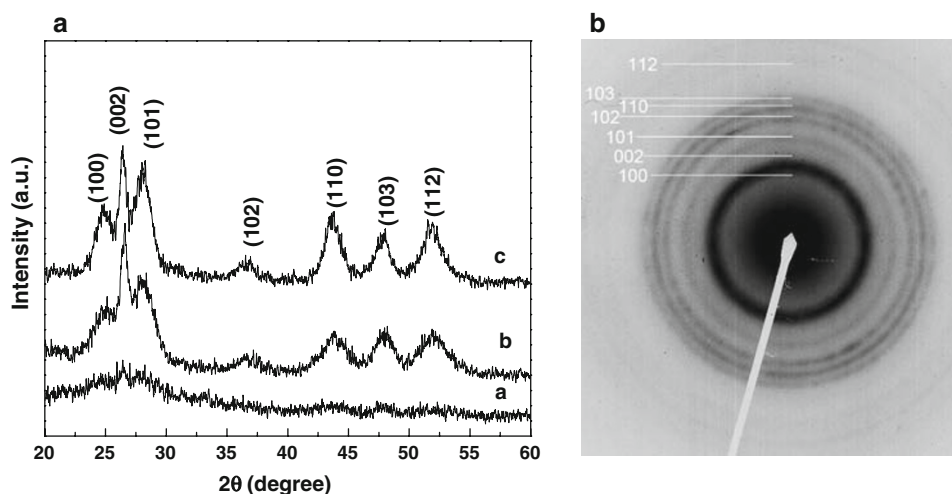 a
Intensity (a.u.)
(100)
(002)
(101)
(102)
(110)
(103)
(112)
c
b
a
20 25 30 35 40 45 50 55 60
2θ (degree)
b
112
103
110
102
101
002
100